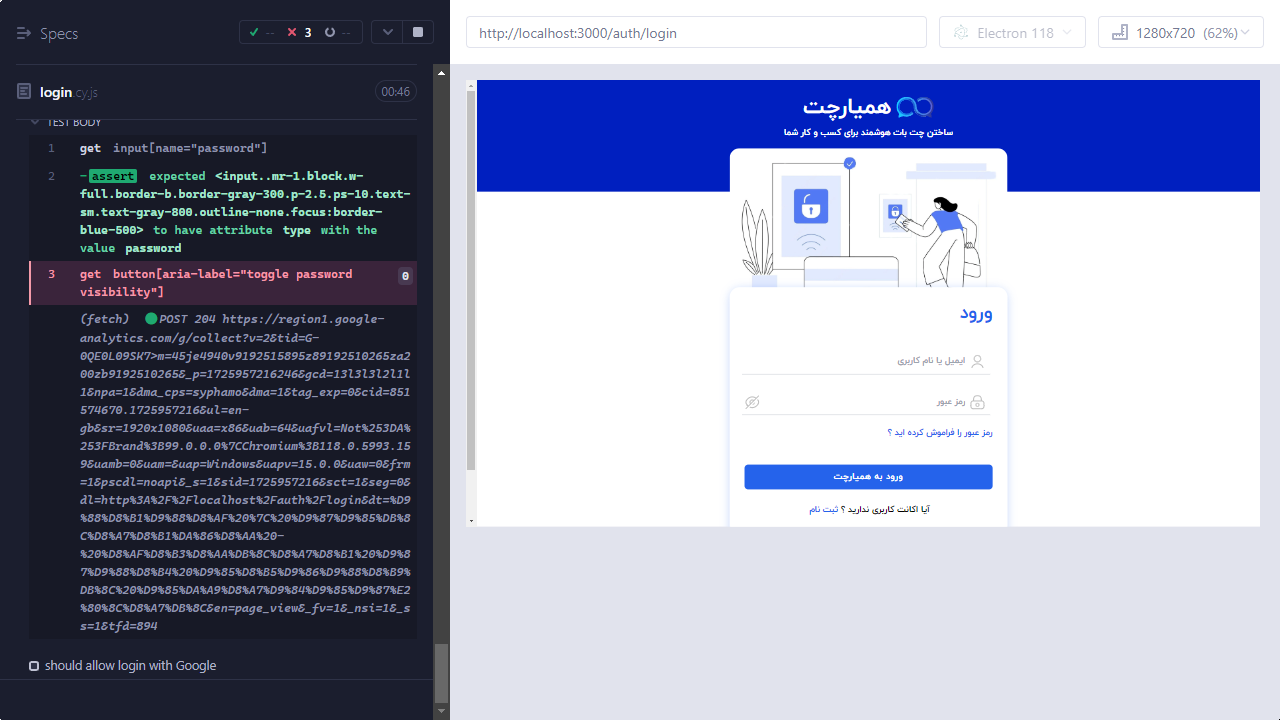 Specs
-- 3 --
login.cy.js
00:46
TEST BODY
1 get input[name="password"]
2 -assert expected <input..mr-1.block.w-
full.border-b.border-gray-300.p-2.5.ps-10.text-
sm.text-gray-800.outline-none.focus:border-
blue-500> to have attribute type with the
value password
3 get button[aria-label="toggle password 0
visibility"]
(fetch) POST 204 https://region1.google-
analytics.com/g/collect?v=2&tid=G-
0QE0L09SK7&gtm=45je4940v9192515895z89192510265za2
00zb9192510265&_p=1725957216246&gcd=13l3l3l2l1l
1&npa=1&dma_cps=syphamo&dma=1&tag_exp=0&cid=851
574670.1725957216&ul=en-
gb&sr=1920x1080&uaa=x86&uab=64&uafvl=Not%253DA%
253FBrand%3B99.0.0.0%7CChromium%3B118.0.5993.15
9&uamb=0&uam=&uap=Windows&uapv=15.0.0&uaw=0&frm
=1&pscdl=noapi&_s=1&sid=1725957216&sct=1&seg=0&
dl=http%3A%2F%2Flocalhost%2Fauth%2Flogin&dt=%D9
%88%D8%B1%D9%88%D8%AF%20%7C%20%D9%87%D9%85%DB%8
C%D8%A7%D8%B1%DA%86%D8%AA%20-
%20%D8%AF%D8%B3%D8%AA%DB%8C%D8%A7%D8%B1%20%D9%8
7%D9%88%D8%B4%20%D9%85%D8%B5%D9%86%D9%88%D8%B9%
DB%8C%20%D9%85%DA%A9%D8%A7%D9%84%D9%85%D9%87%E2
%80%8C%D8%A7%DB%8C&en=page_view&_fv=1&_nsi=1&_s
s=1&tfd=894
should allow login with Google
http://localhost:3000/auth/login
Electron 118
1280x720 (62%)
همیارچت
ساختن چت بات هوشمند برای کسب و کار شما
ورود
ایمیل یا نام کاربری
رمز عبور
رمز عبور را فراموش کرده اید ؟
ورود به همیارچت
آیا اکانت کاربری ندارید ؟ ثبت نام